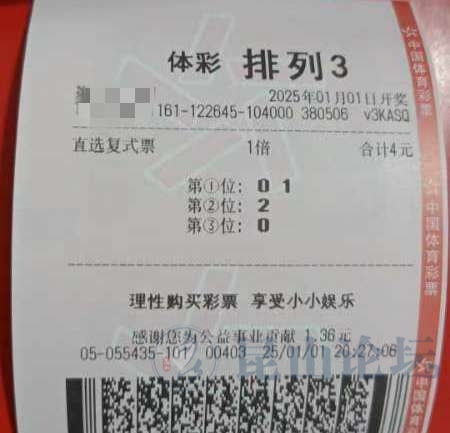 体彩 排列3
2025年01月01日开奖
161-122645-104000 380506 v3KASQ
直选复式票 1倍 合计4元
第①位: 0 1
第②位: 2
第③位: 0
理性购买彩票 享受小小娱乐
感谢您为公益事业贡献 1.36元
05-055435-101 00403 25/01/01 20:27:06
昆山论坛
中国体育彩票
中国体育彩票
中国体育彩票